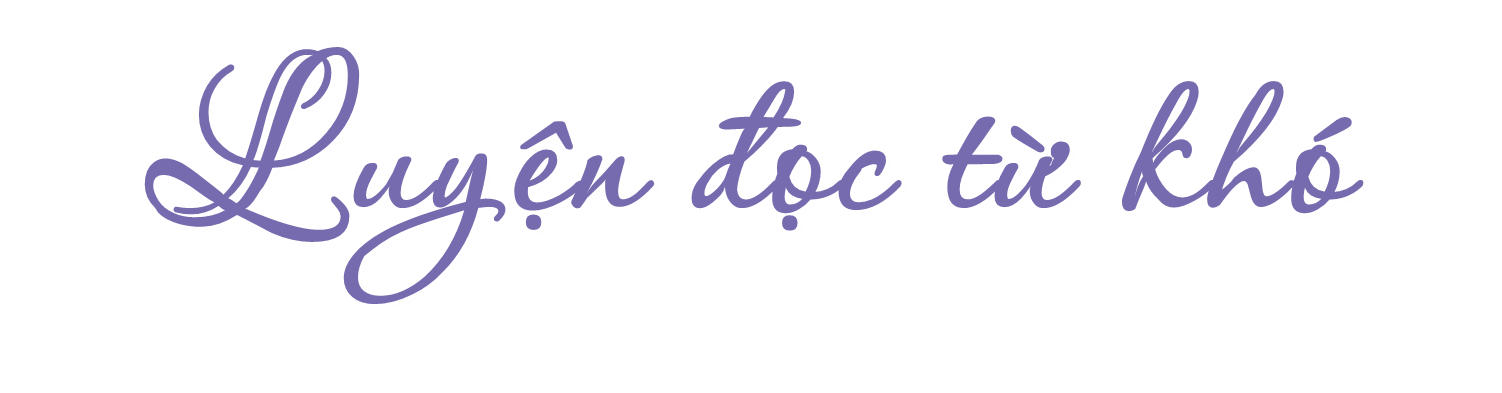 Luyện đọc từ khó